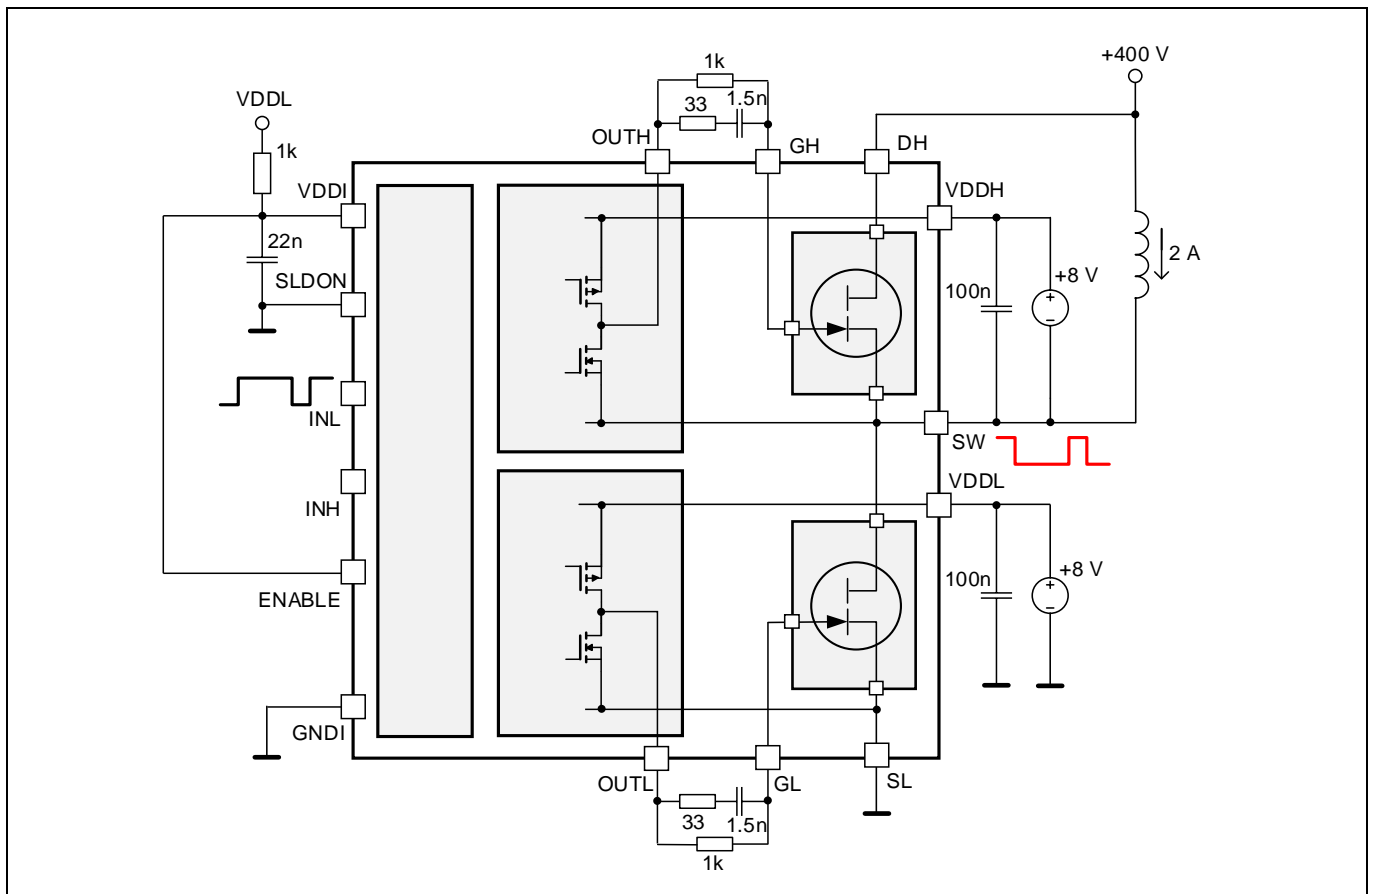 +400 V
1k
VDDL
33
1.5n
OUTH
GH
DH
1k
VDDI
VDDH
22n
2 A
SLDON
+8 V
100n
+
−
INL
SW
VDDL
INH
+8 V
100n
ENABLE
+
−
GNDI
OUTL
GL
SL
33
1.5n
1k